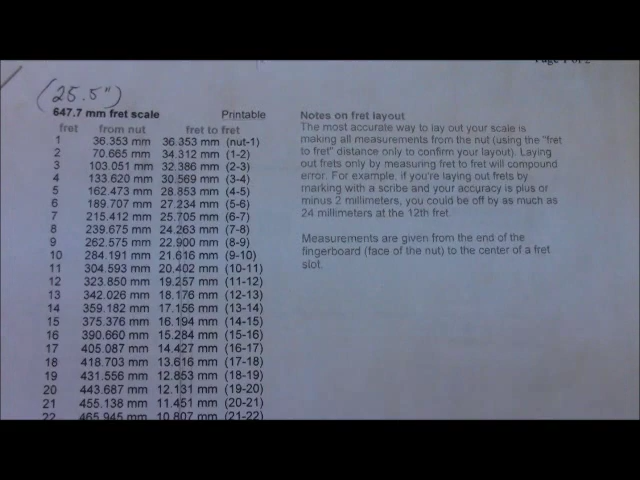 Page 1 of 2
(25.5")
647.7 mm fret scale Printable
fret from nut fret to fret
1 36.353 mm 36.353 mm (nut-1)
2 70.665 mm 34.312 mm (1-2)
3 103.051 mm 32.386 mm (2-3)
4 133.620 mm 30.569 mm (3-4)
5 162.473 mm 28.853 mm (4-5)
6 189.707 mm 27.234 mm (5-6)
7 215.412 mm 25.705 mm (6-7)
8 239.675 mm 24.263 mm (7-8)
9 262.575 mm 22.900 mm (8-9)
10 284.191 mm 21.616 mm (9-10)
11 304.593 mm 20.402 mm (10-11)
12 323.850 mm 19.257 mm (11-12)
13 342.026 mm 18.176 mm (12-13)
14 359.182 mm 17.156 mm (13-14)
15 375.376 mm 16.194 mm (14-15)
16 390.660 mm 15.284 mm (15-16)
17 405.087 mm 14.427 mm (16-17)
18 418.703 mm 13.616 mm (17-18)
19 431.556 mm 12.853 mm (18-19)
20 443.687 mm 12.131 mm (19-20)
21 455.138 mm 11.451 mm (20-21)
22 465.945 mm 10.807 mm (21-22)
Notes on fret layout
The most accurate way to lay out your scale is
making all measurements from the nut (using the "fret
to fret" distance only to confirm your layout). Laying
out frets only by measuring fret to fret will compound
error. For example, if you're laying out frets by
marking with a scribe and your accuracy is plus or
minus 2 millimeters, you could be off by as much as
24 millimeters at the 12th fret.
Measurements are given from the end of the
fingerboard (face of the nut) to the center of a fret
slot.